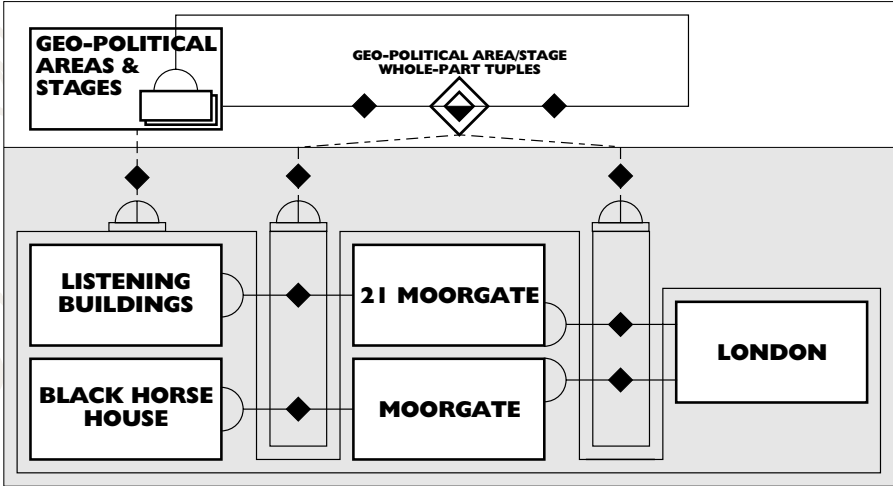 GEO-POLITICAL
AREAS &
STAGES
GEO-POLITICAL AREA/STAGE
WHOLE-PART TUPLES
LISTENING
BUILDINGS
21 MOORGATE
LONDON
BLACK HORSE
HOUSE
MOORGATE